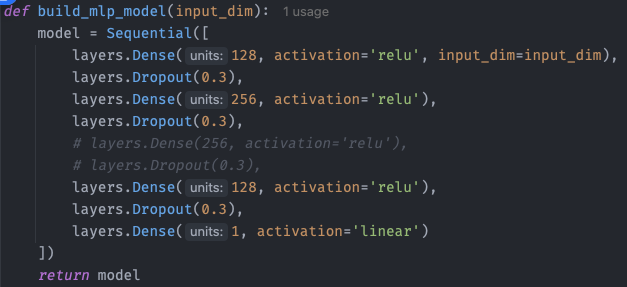 def build_mlp_model(input_dim): 1 usage
    model = Sequential([
        layers.Dense( units: 128, activation='relu', input_dim=input_dim),
        layers.Dropout(0.3),
        layers.Dense( units: 256, activation='relu'),
        layers.Dropout(0.3),
        # layers.Dense(256, activation='relu'),
        # layers.Dropout(0.3),
        layers.Dense( units: 128, activation='relu'),
        layers.Dropout(0.3),
        layers.Dense( units: 1, activation='linear')
    ])
    return model